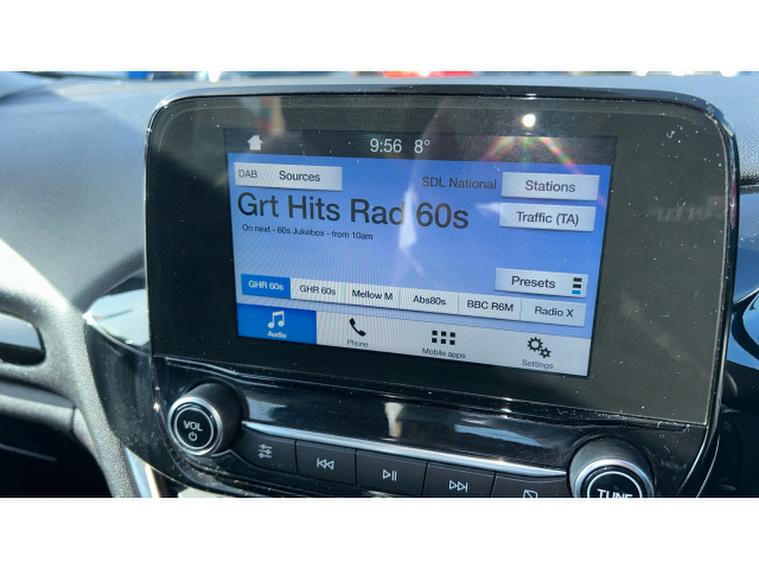 9:56 8°
DAB Sources
SDL National
Stations
Grt Hits Rad 60s
Traffic (TA)
On next - 60s Jukebox - from 10am
Presets
GHR 60s GHR 60s Mellow M Abs80s BBC R6M Radio X
Audio Phone Mobile apps Settings
VOL
TUNE